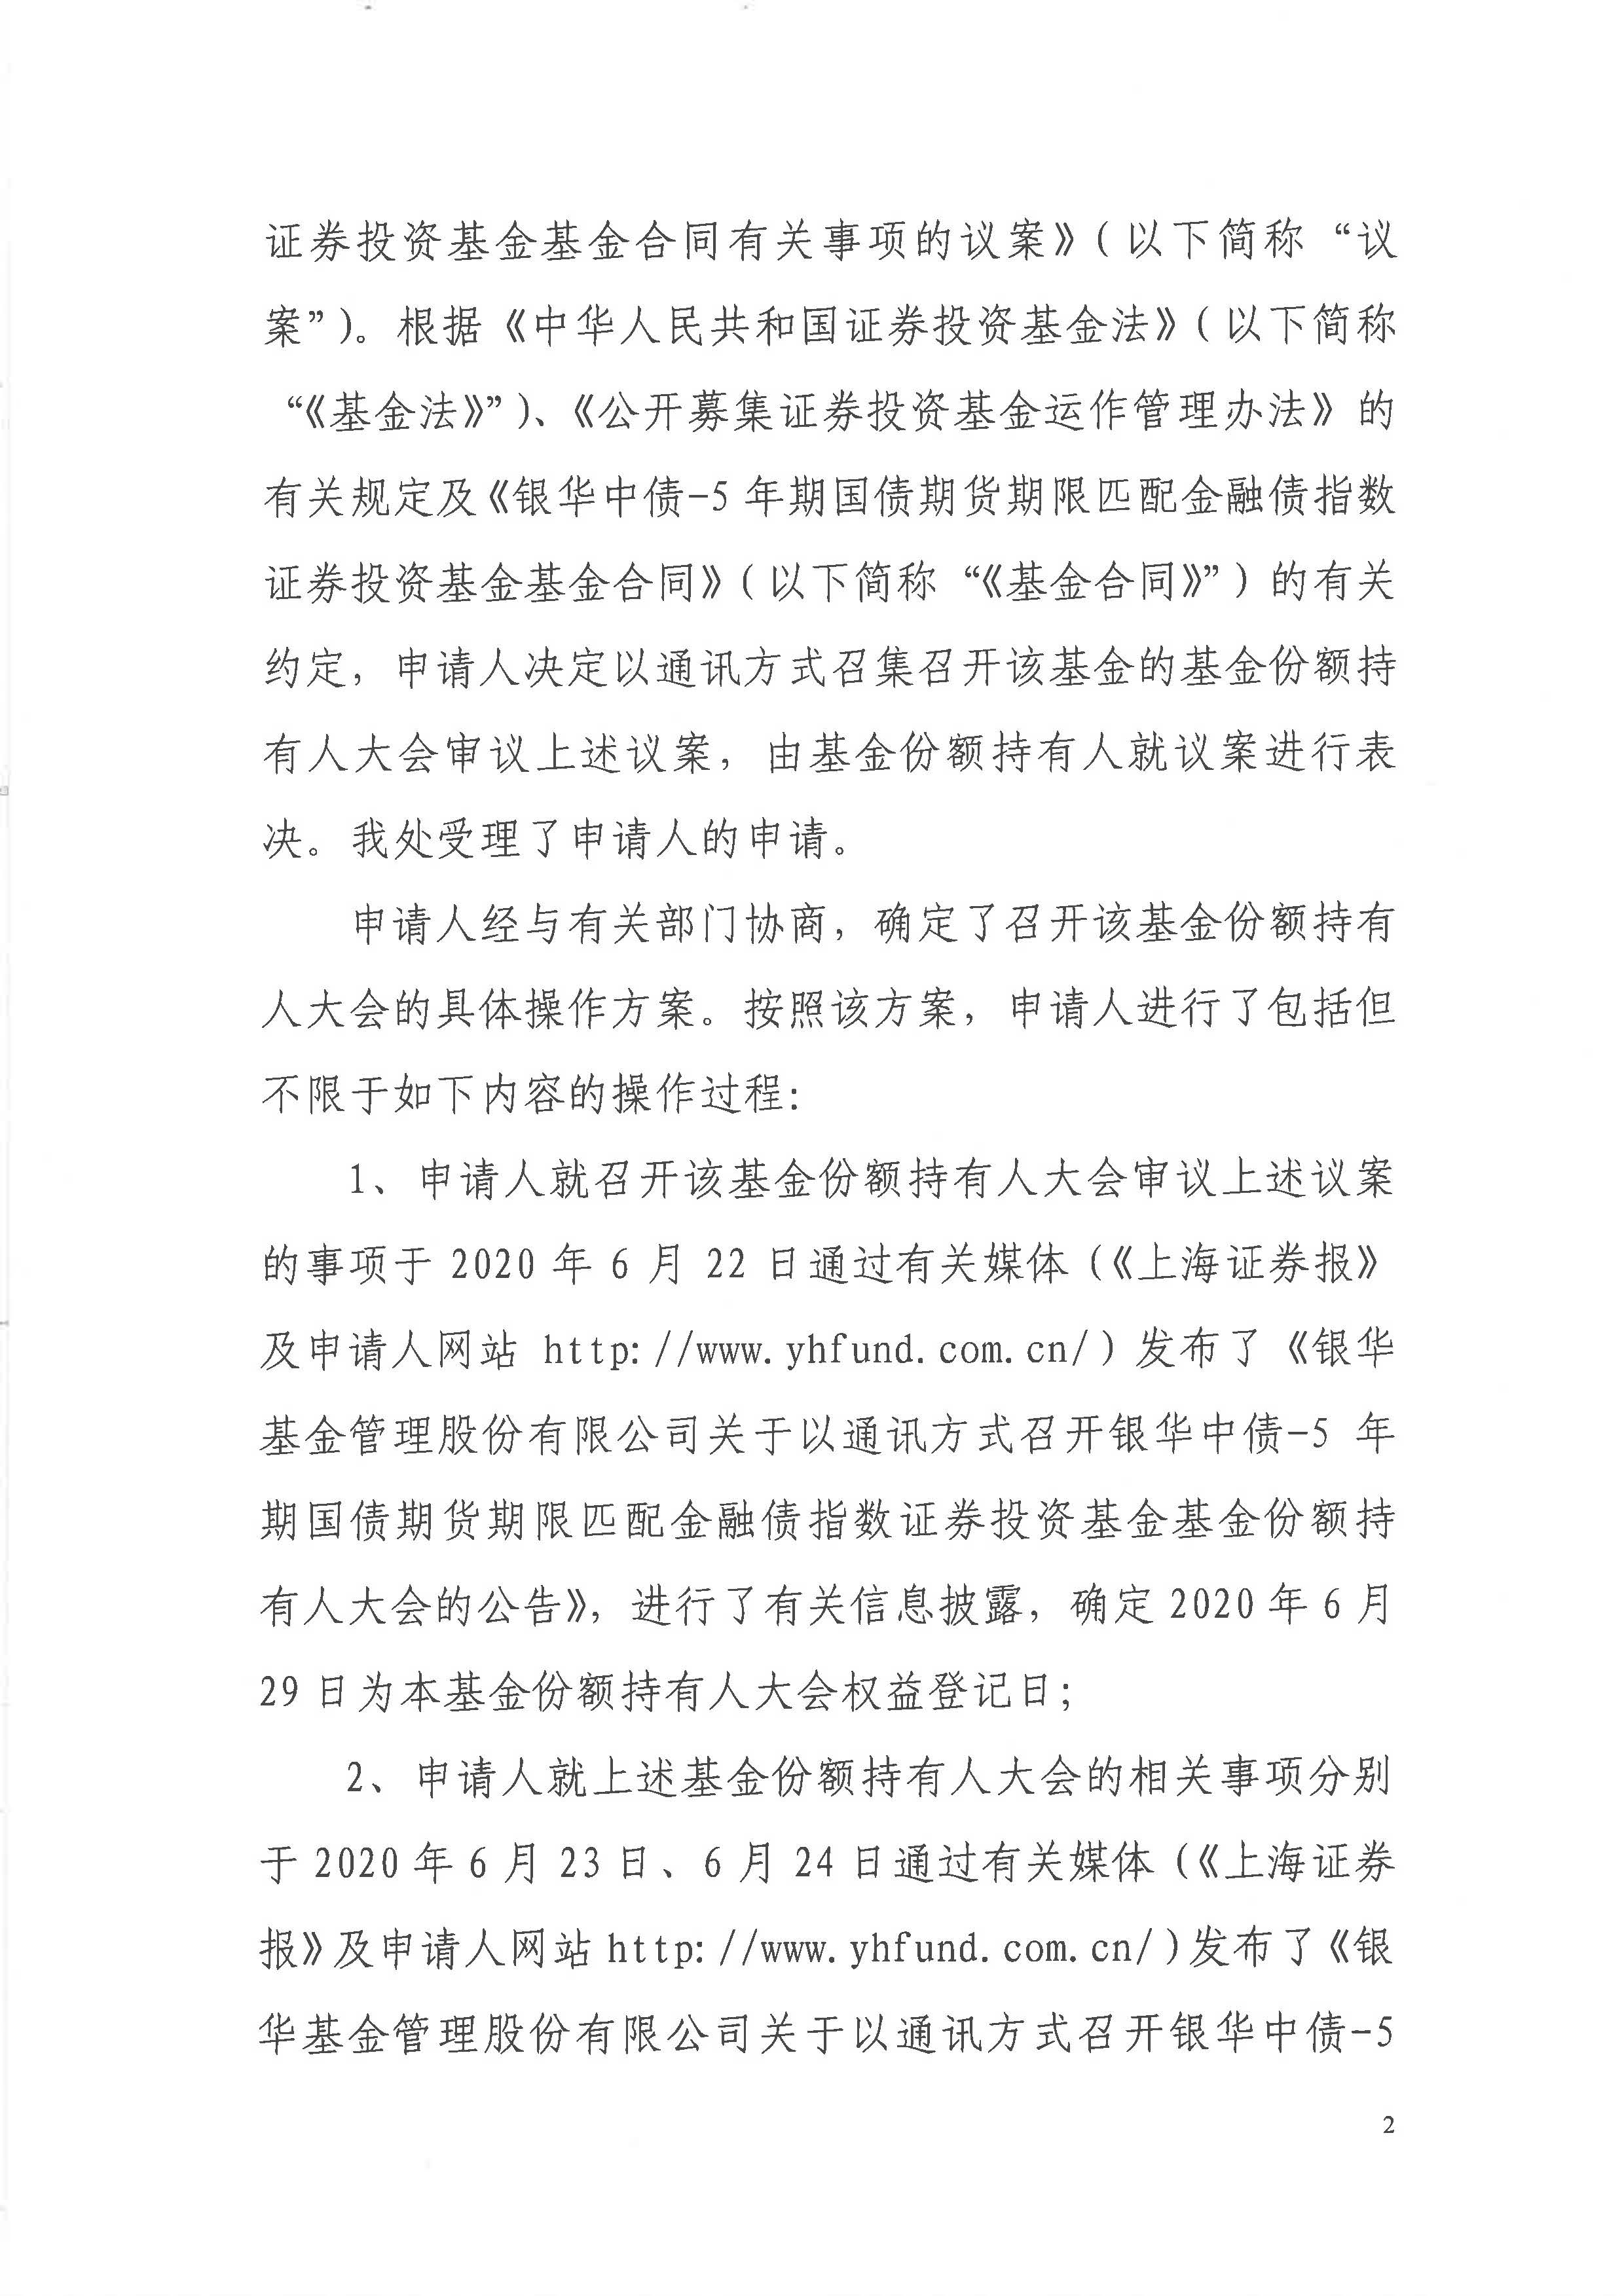 证券投资基金基金合同有关事项的议案》（以下简称“议
案”）。根据《中华人民共和国证券投资基金法》（以下简称
“《基金法》”）、《公开募集证券投资基金运作管理办法》的
有关规定及《银华中债-5 年期国债期货期限匹配金融债指数
证券投资基金基金合同》（以下简称“《基金合同》”）的有关
约定，申请人决定以通讯方式召集召开该基金的基金份额持
有人大会审议上述议案，由基金份额持有人就议案进行表
决。我处受理了申请人的申请。
申请人经与有关部门协商，确定了召开该基金份额持有
人大会的具体操作方案。按照该方案，申请人进行了包括但
不限于如下内容的操作过程：
1、申请人就召开该基金份额持有人大会审议上述议案
的事项于 2020 年 6 月 22 日通过有关媒体（《上海证券报》
及申请人网站 http://www.yhfund.com.cn/）发布了《银华
基金管理股份有限公司关于以通讯方式召开银华中债-5 年
期国债期货期限匹配金融债指数证券投资基金基金份额持
有人大会的公告》，进行了有关信息披露，确定 2020 年 6 月
29 日为本基金份额持有人大会权益登记日；
2、申请人就上述基金份额持有人大会的相关事项分别
于 2020 年 6 月 23 日、6 月 24 日通过有关媒体（《上海证券
报》及申请人网站 http://www.yhfund.com.cn/）发布了《银
华基金管理股份有限公司关于以通讯方式召开银华中债-5
2